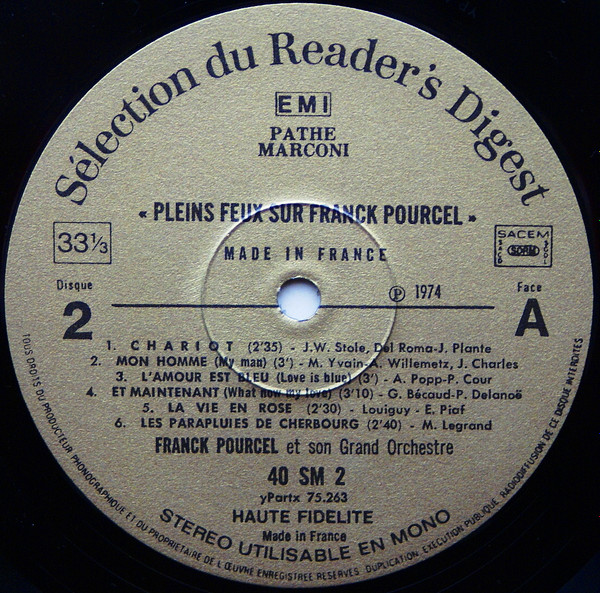 Sélection du Reader's Digest
EMI
PATHE
MARCONI
« PLEINS FEUX SUR FRANCK POURCEL »
33 1/3
MADE IN FRANCE
SACEM
SACD
SDRM
SGDL
Disque
2
℗ 1974
Face
A
1. CHARIOT (2'35) - J.W. Stole, Del Roma-J. Plante
2. MON HOMME (My man) (3') - M. Yvain-A. Willemetz, J. Charles
3. L'AMOUR EST BLEU (Love is blue) (3') - A. Popp-P. Cour
4. ET MAINTENANT (What now my love) (3'10) - G. Bécaud-P. Delanoë
5. LA VIE EN ROSE (2'30) - Louiguy - E. Piaf
6. LES PARAPLUIES DE CHERBOURG (2'40) - M. Legrand
FRANCK POURCEL et son Grand Orchestre
40 SM 2
yPartx 75.263
HAUTE FIDELITE
Made in France
STEREO UTILISABLE EN MONO
TOUS DROITS DU PRODUCTEUR PHONOGRAPHIQUE ET DU PROPRIETAIRE DE L'ŒUVRE ENREGISTREE RESERVES. DUPLICATION, EXECUTION PUBLIQUE, RADIODIFFUSION DE CE DISQUE INTERDITES